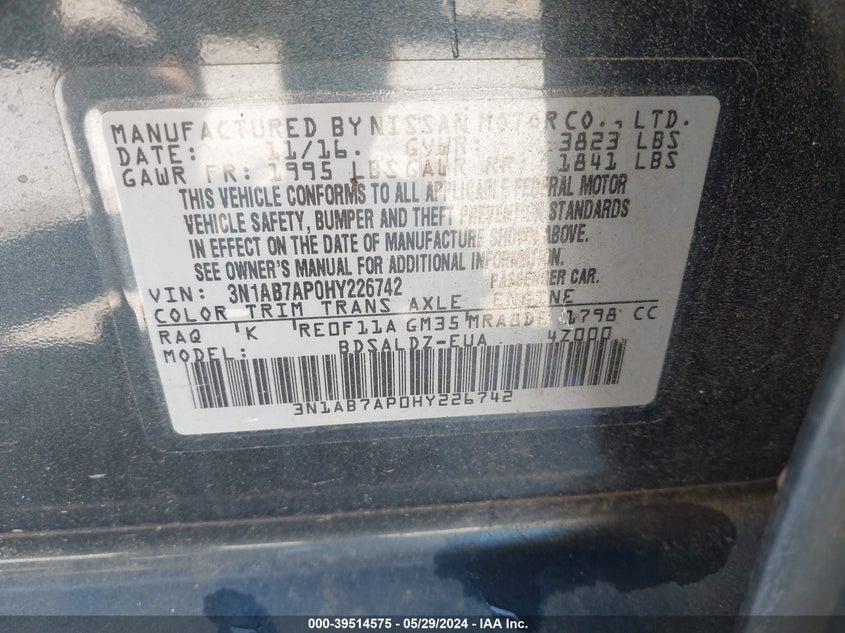 MANUFACTURED BY NISSAN MOTOR CO., LTD.
DATE: 11/16. GVWR: 3823 LBS
GAWR FR: 1995 LBS GAWR RR: 1841 LBS
THIS VEHICLE CONFORMS TO ALL APPLICABLE FEDERAL MOTOR
VEHICLE SAFETY, BUMPER AND THEFT PREVENTION STANDARDS
IN EFFECT ON THE DATE OF MANUFACTURE SHOWN ABOVE.
SEE OWNER'S MANUAL FOR ADDITIONAL INFORMATION.
VIN: 3N1AB7AP0HY226742 PASSENGER CAR.
COLOR TRIM TRANS AXLE ENGINE
RAQ 'K 'RE0F11A GM35 'MRA8DE 1798 CC
MODEL: BDSALDZ-EUA 4Z000
3N1AB7AP0HY226742
000-39514575 - 05/29/2024 - IAA Inc.